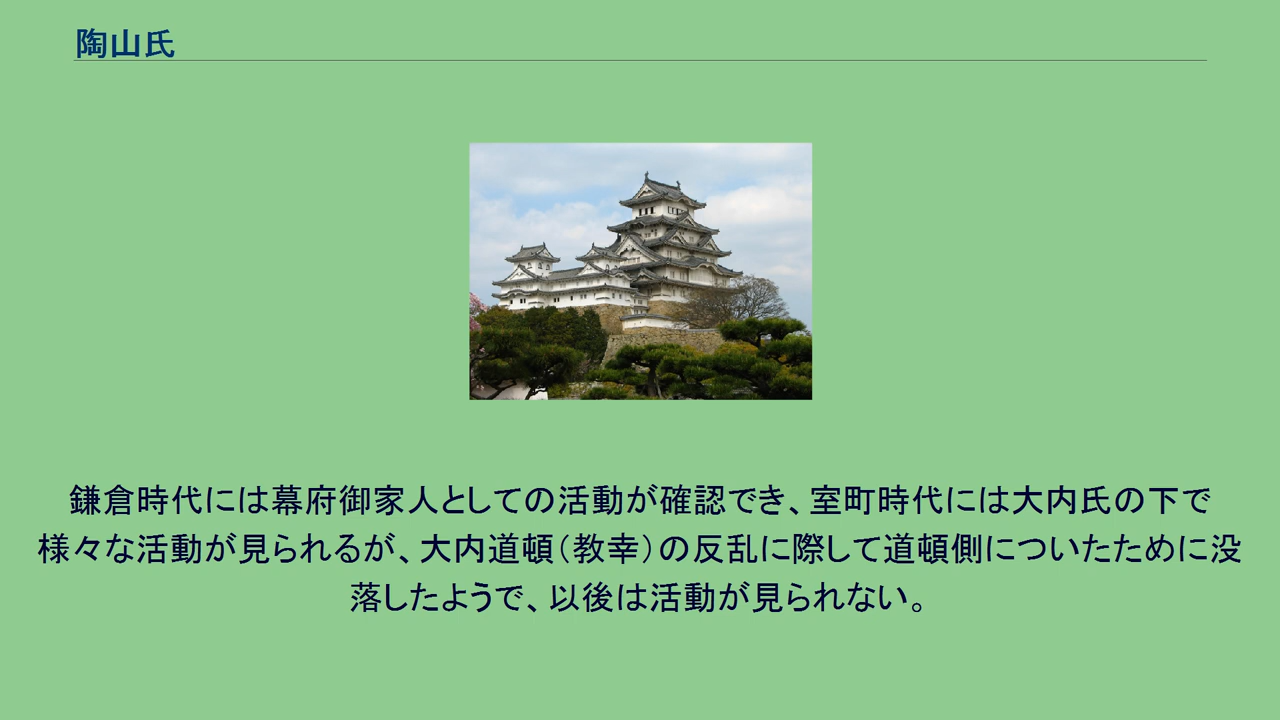 陶山氏
鎌倉時代には幕府御家人としての活動が確認でき、室町時代には大内氏の下で
様々な活動が見られるが、大内道頓（教幸）の反乱に際して道頓側についたために没
落したようで、以後は活動が見られない。